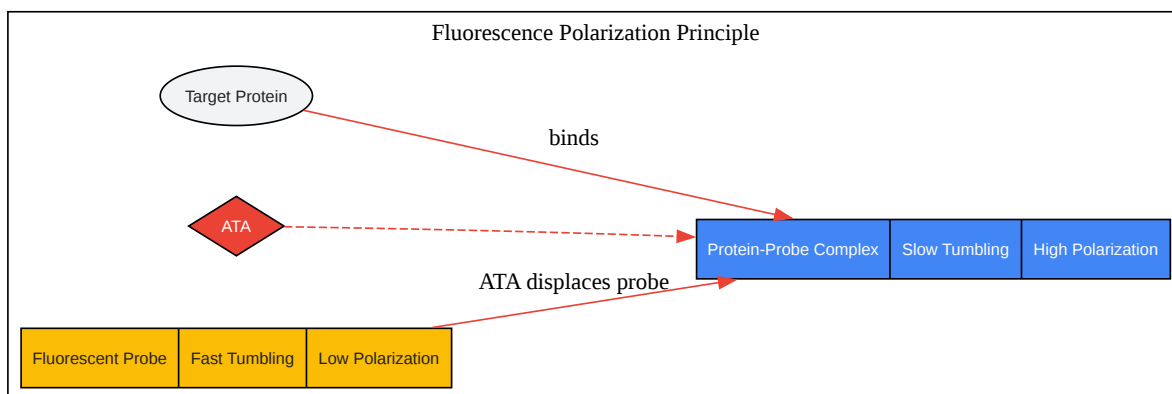 Fluorescence Polarization Principle
Target Protein
binds
ATA
Protein-Probe Complex
Slow Tumbling
High Polarization
ATA displaces probe
Fluorescent Probe
Fast Tumbling
Low Polarization